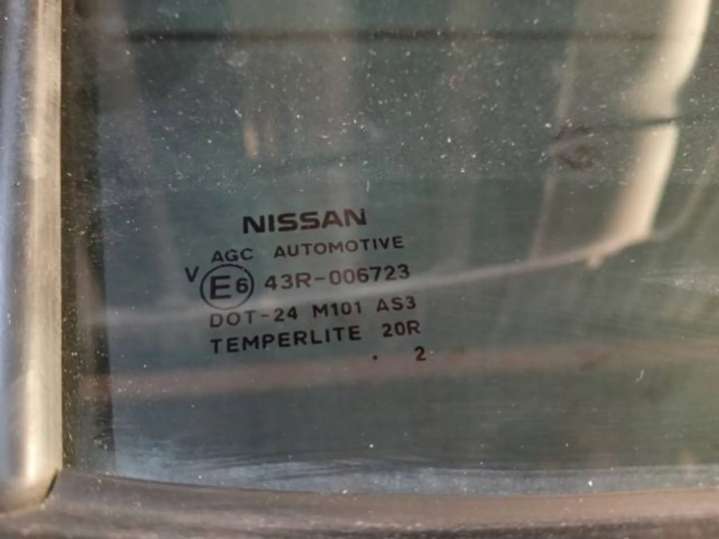 NISSAN
AGC AUTOMOTIVE
V E6 43R-006723
DOT-24 M101 AS3
TEMPERLITE 20R
. 2